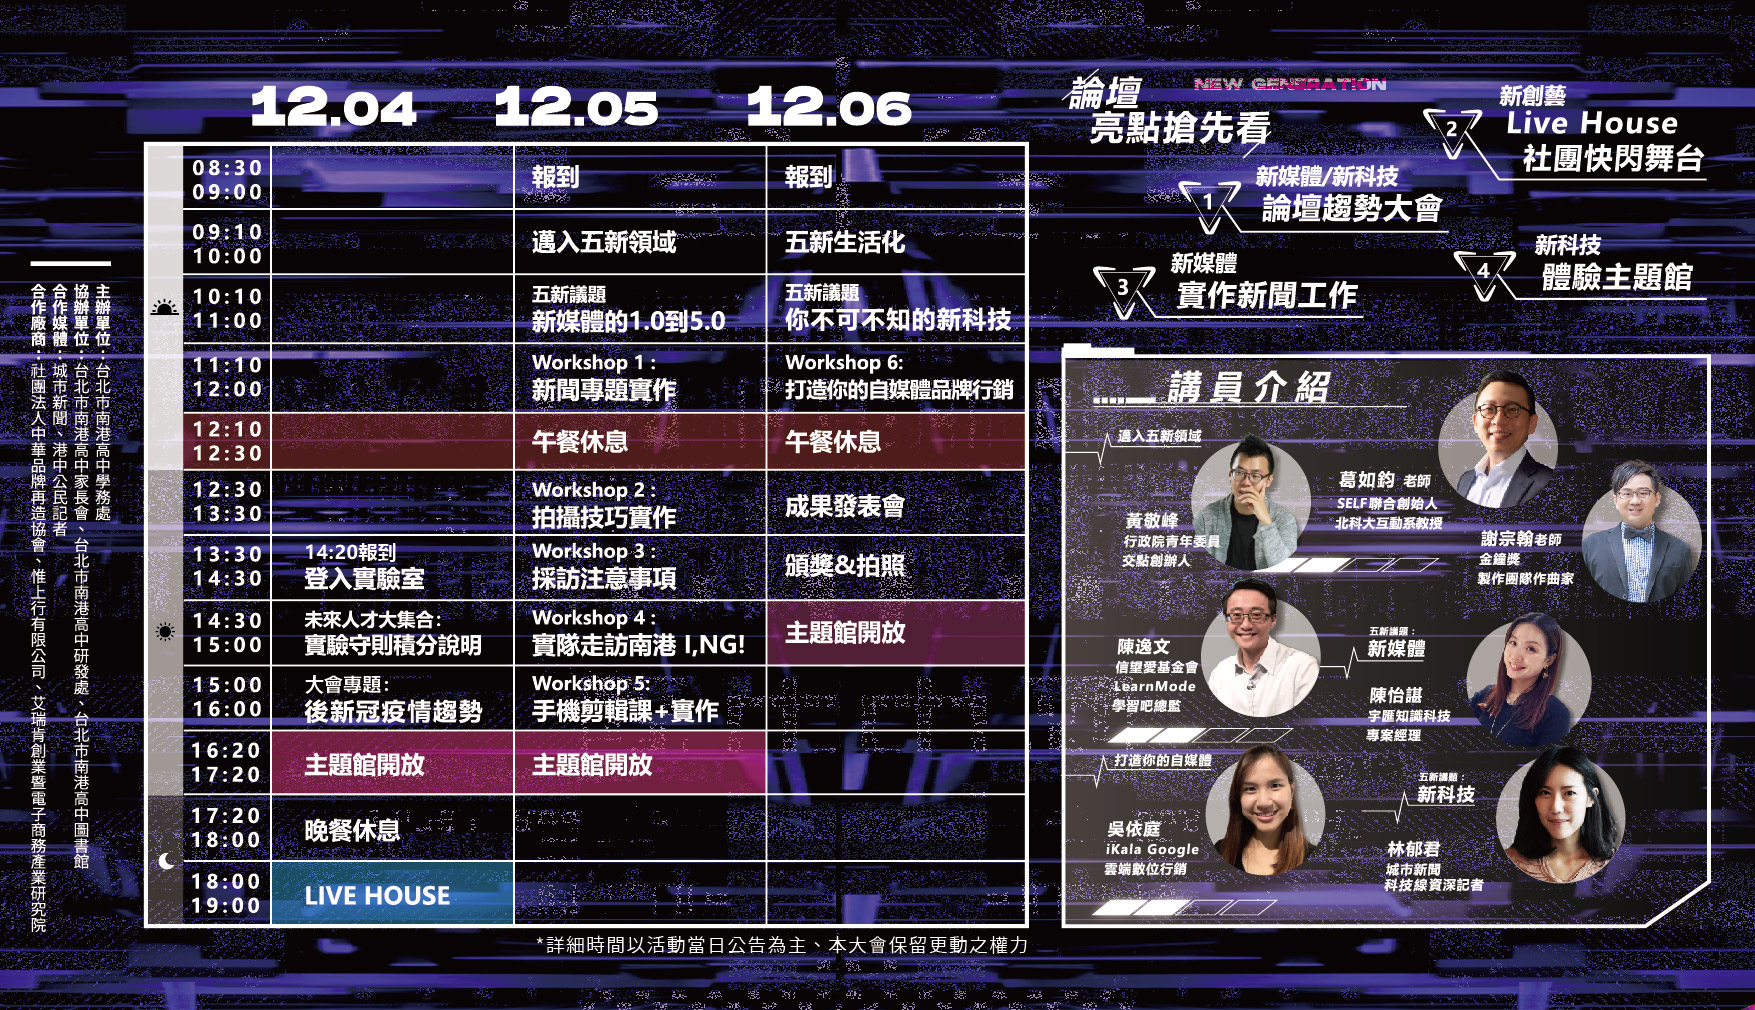 主辦單位：台北市南港高中學務處
協辦單位：台北市南港高中家長會、台北市南港高中研發處、台北市南港高中圖書館
合作媒體：城市新聞、港中公民記者
合作廠商：社團法人中華品牌再造協會、惟上行有限公司、艾瑞肯創業暨電子商務產業研究院
12.04 12.05 12.06
08:30
09:00
報到
報到
09:10
10:00
邁入五新領域
五新生活化
10:10
11:00
五新議題
新媒體的1.0到5.0
五新議題
你不可不知的新科技
11:10
12:00
Workshop 1 :
新聞專題實作
Workshop 6:
打造你的自媒體品牌行銷
12:10
12:30
午餐休息
午餐休息
12:30
13:30
Workshop 2 :
拍攝技巧實作
成果發表會
13:30
14:30
14:20報到
登入實驗室
Workshop 3 :
採訪注意事項
頒獎&拍照
14:30
15:00
未來人才大集合:
實驗守則積分說明
Workshop 4 :
實隊走訪南港 I,NG!
主題館開放
15:00
16:00
大會專題:
後新冠疫情趨勢
Workshop 5:
手機剪輯課+實作
16:20
17:20
主題館開放
主題館開放
17:20
18:00
晚餐休息
18:00
19:00
LIVE HOUSE
*詳細時間以活動當日公告為主、本大會保留更動之權力
論壇
亮點搶先看
NEW GENERATION
1
新媒體/新科技
論壇趨勢大會
2
新創藝
Live House
社團快閃舞台
3
新媒體
實作新聞工作
4
新科技
體驗主題館
講員介紹
邁入五新領域
黃敬峰
行政院青年委員
交點創辦人
葛如鈞 老師
SELF聯合創始人
北科大互動系教授
謝宗翰老師
金鐘獎
製作團隊作曲家
陳逸文
信望愛基金會
LearnMode
學習吧總監
五新議題：
新媒體
陳怡諶
宇匯知識科技
專案經理
打造你的自媒體
吳依庭
iKala Google
雲端數位行銷
五新議題：
新科技
林郁君
城市新聞
科技線資深記者